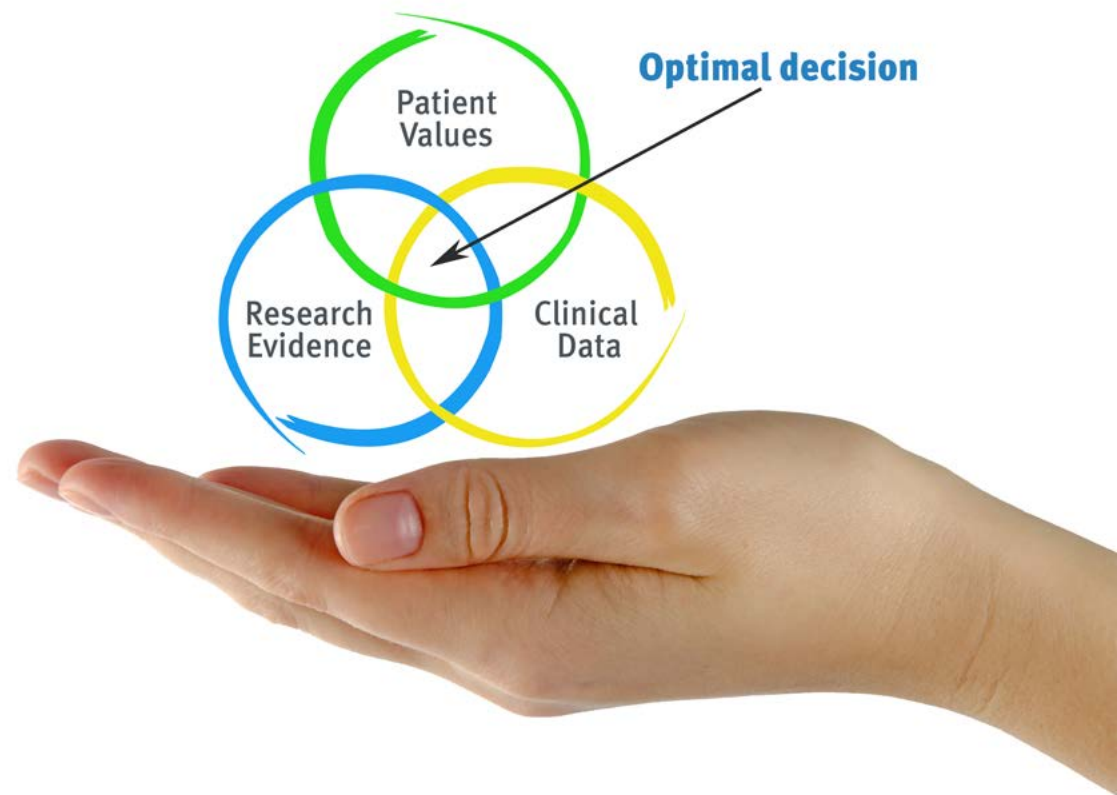 Optimal decision
Patient
Values
Research
Evidence
Clinical
Data